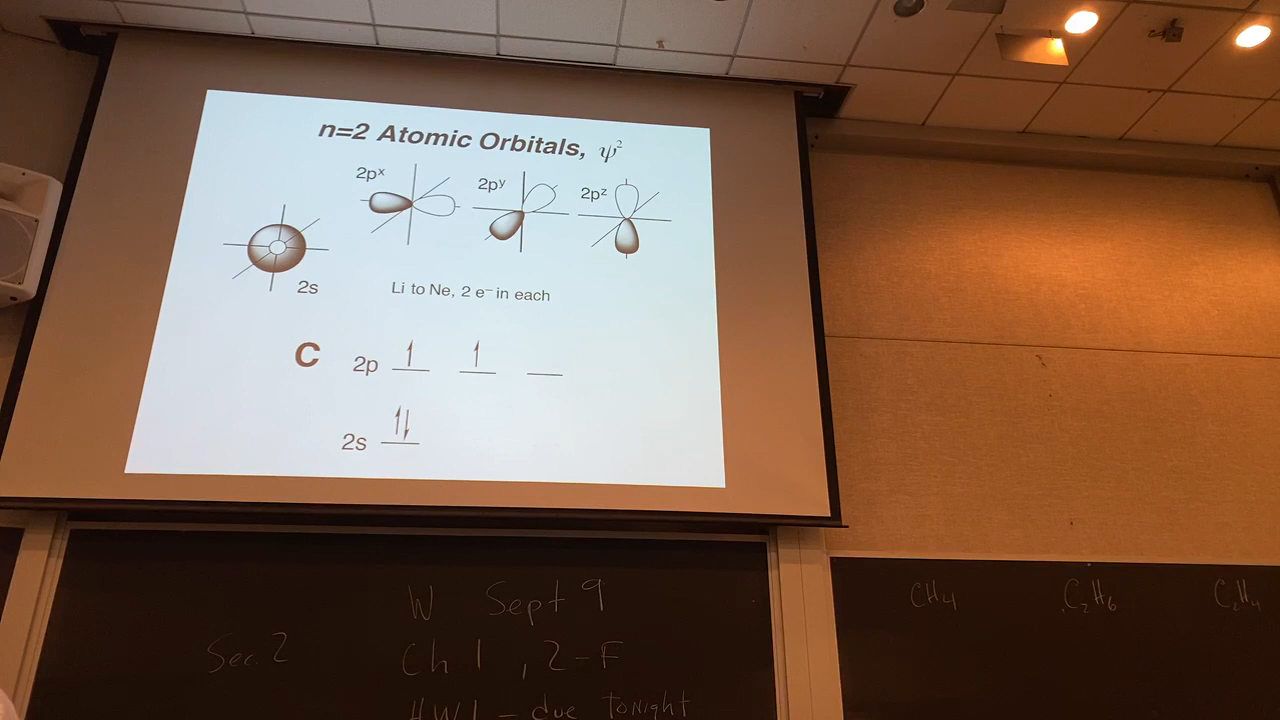 n=2 Atomic Orbitals, ψ²
2pˣ 2pʸ 2pᶻ
2s
Li to Ne, 2 e⁻ in each
C 2p ↑ ↑
2s ↑↓
W Sept 9
Sec. 2
Ch 1, 2-F
HW1 - due tonight
CH4 C2H6 C2H4